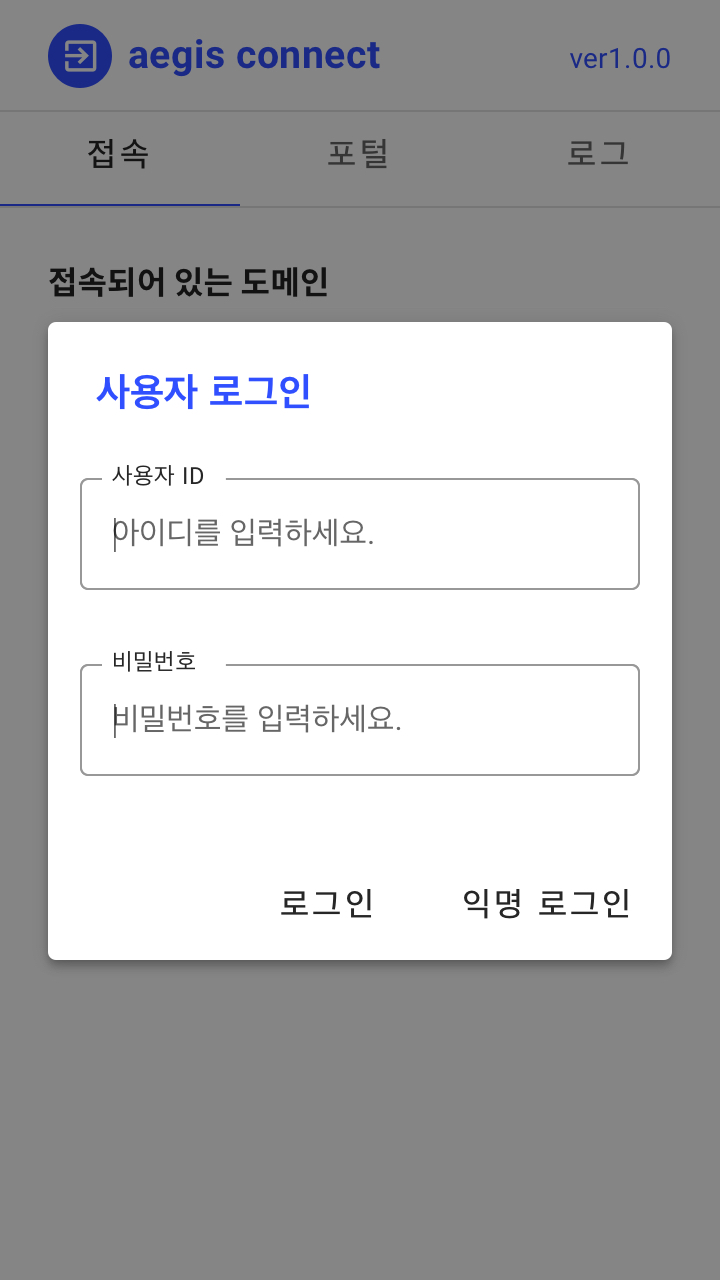 aegis connect
ver1.0.0
접속 포털 로그
접속되어 있는 도메인
사용자 로그인
사용자 ID
아이디를 입력하세요.
비밀번호
비밀번호를 입력하세요.
로그인 익명 로그인